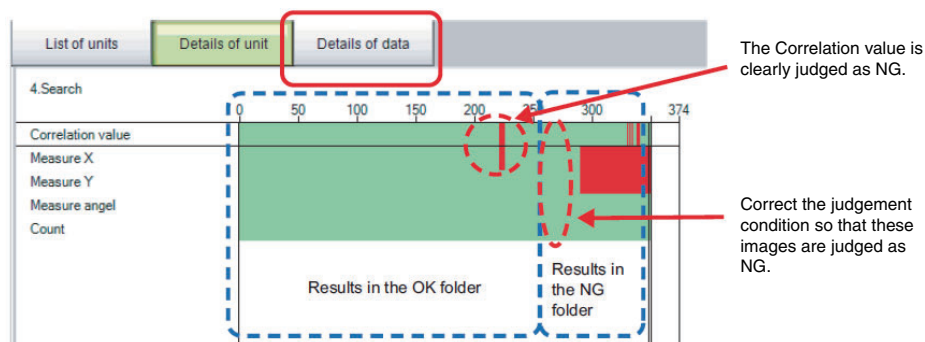 List of units
Details of unit
Details of data
4.Search
0 50 100 150 200 25 300 374
Correlation value
Measure X
Measure Y
Measure angel
Count
Results in the OK folder
Results in
the NG
folder
The Correlation value is
clearly judged as NG.
Correct the judgement
condition so that these
images are judged as
NG.